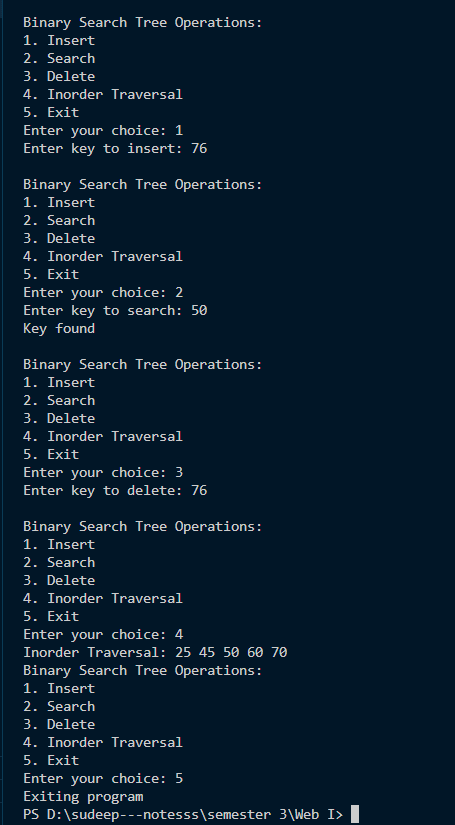 Binary Search Tree Operations:
1. Insert
2. Search
3. Delete
4. Inorder Traversal
5. Exit
Enter your choice: 1
Enter key to insert: 76
Binary Search Tree Operations:
1. Insert
2. Search
3. Delete
4. Inorder Traversal
5. Exit
Enter your choice: 2
Enter key to search: 50
Key found
Binary Search Tree Operations:
1. Insert
2. Search
3. Delete
4. Inorder Traversal
5. Exit
Enter your choice: 3
Enter key to delete: 76
Binary Search Tree Operations:
1. Insert
2. Search
3. Delete
4. Inorder Traversal
5. Exit
Enter your choice: 4
Inorder Traversal: 25 45 50 60 70
Binary Search Tree Operations:
1. Insert
2. Search
3. Delete
4. Inorder Traversal
5. Exit
Enter your choice: 5
Exiting program
PS D:\sudeep---notesss\semester 3\Web I>